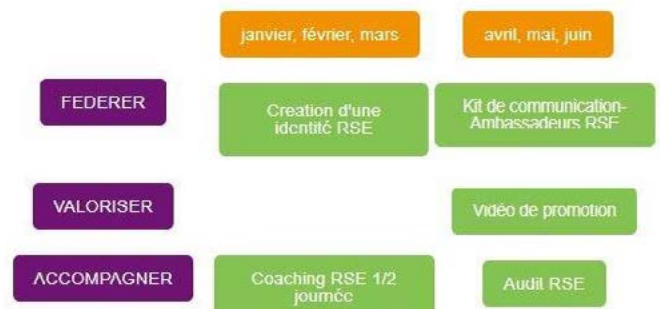 janvier, février, mars
avril, mai, juin
FEDERER
Creation d'une
identité RSE
Kit de communication-
Ambassadeurs RSE
VALORISER
Vidéo de promotion
ACCOMPAGNER
Coaching RSE 1/2
journée
Audit RSE